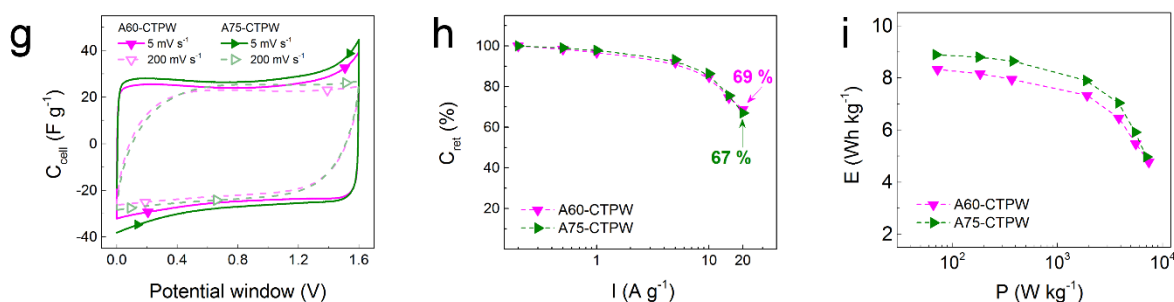 g
A60-CTPW A75-CTPW
5 mV s⁻¹ 5 mV s⁻¹
200 mV s⁻¹ 200 mV s⁻¹
C_cell (F g⁻¹)
40
20
0
-20
-40
0.0 0.4 0.8 1.2 1.6
Potential window (V)
h
C_ret (%)
100
80
60
40
20
69 %
67 %
A60-CTPW
A75-CTPW
1 10 20
I (A g⁻¹)
i
E (Wh kg⁻¹)
10
8
6
4
2
A60-CTPW
A75-CTPW
10² 10³ 10⁴
P (W kg⁻¹)